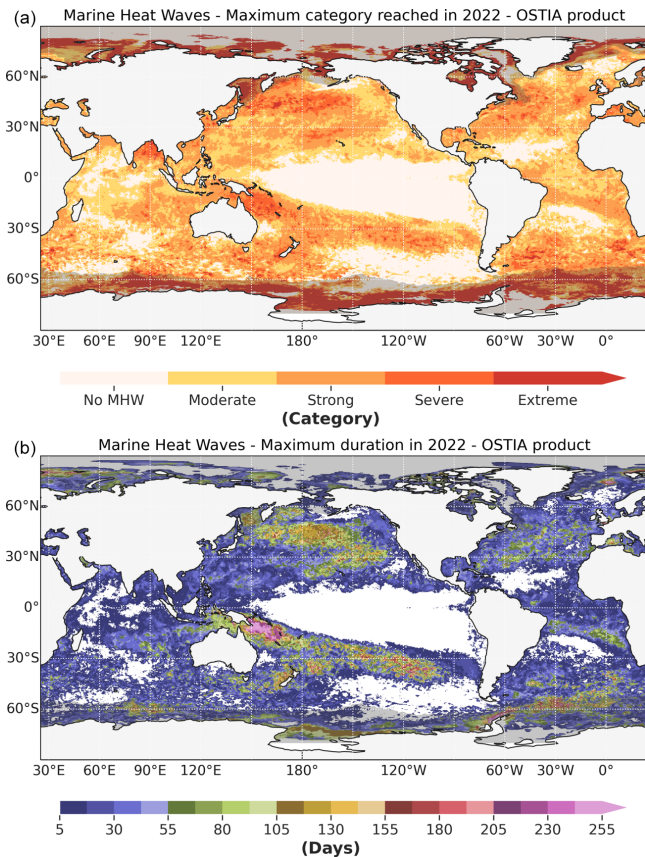 (a)
Marine Heat Waves - Maximum category reached in 2022 - OSTIA product
60°N
30°N
0°
30°S
60°S
30°E 60°E 90°E 120°E 180° 120°W 60°W 30°W 0°
No MHW Moderate Strong Severe Extreme
(Category)
(b)
Marine Heat Waves - Maximum duration in 2022 - OSTIA product
60°N
30°N
0°
30°S
60°S
30°E 60°E 90°E 120°E 180° 120°W 60°W 30°W 0°
5 30 55 80 105 130 155 180 205 230 255
(Days)